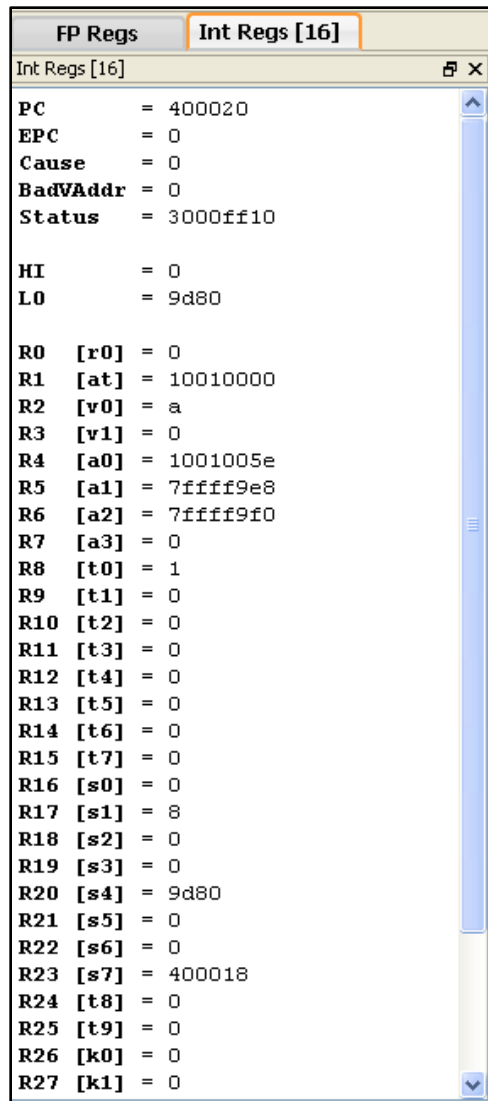 FP Regs Int Regs [16]
Int Regs [16]
PC = 400020
EPC = 0
Cause = 0
BadVAddr = 0
Status = 3000ff10
HI = 0
LO = 9d80
R0 [r0] = 0
R1 [at] = 10010000
R2 [v0] = a
R3 [v1] = 0
R4 [a0] = 1001005e
R5 [a1] = 7ffff9e8
R6 [a2] = 7ffff9f0
R7 [a3] = 0
R8 [t0] = 1
R9 [t1] = 0
R10 [t2] = 0
R11 [t3] = 0
R12 [t4] = 0
R13 [t5] = 0
R14 [t6] = 0
R15 [t7] = 0
R16 [s0] = 0
R17 [s1] = 8
R18 [s2] = 0
R19 [s3] = 0
R20 [s4] = 9d80
R21 [s5] = 0
R22 [s6] = 0
R23 [s7] = 400018
R24 [t8] = 0
R25 [t9] = 0
R26 [k0] = 0
R27 [k1] = 0